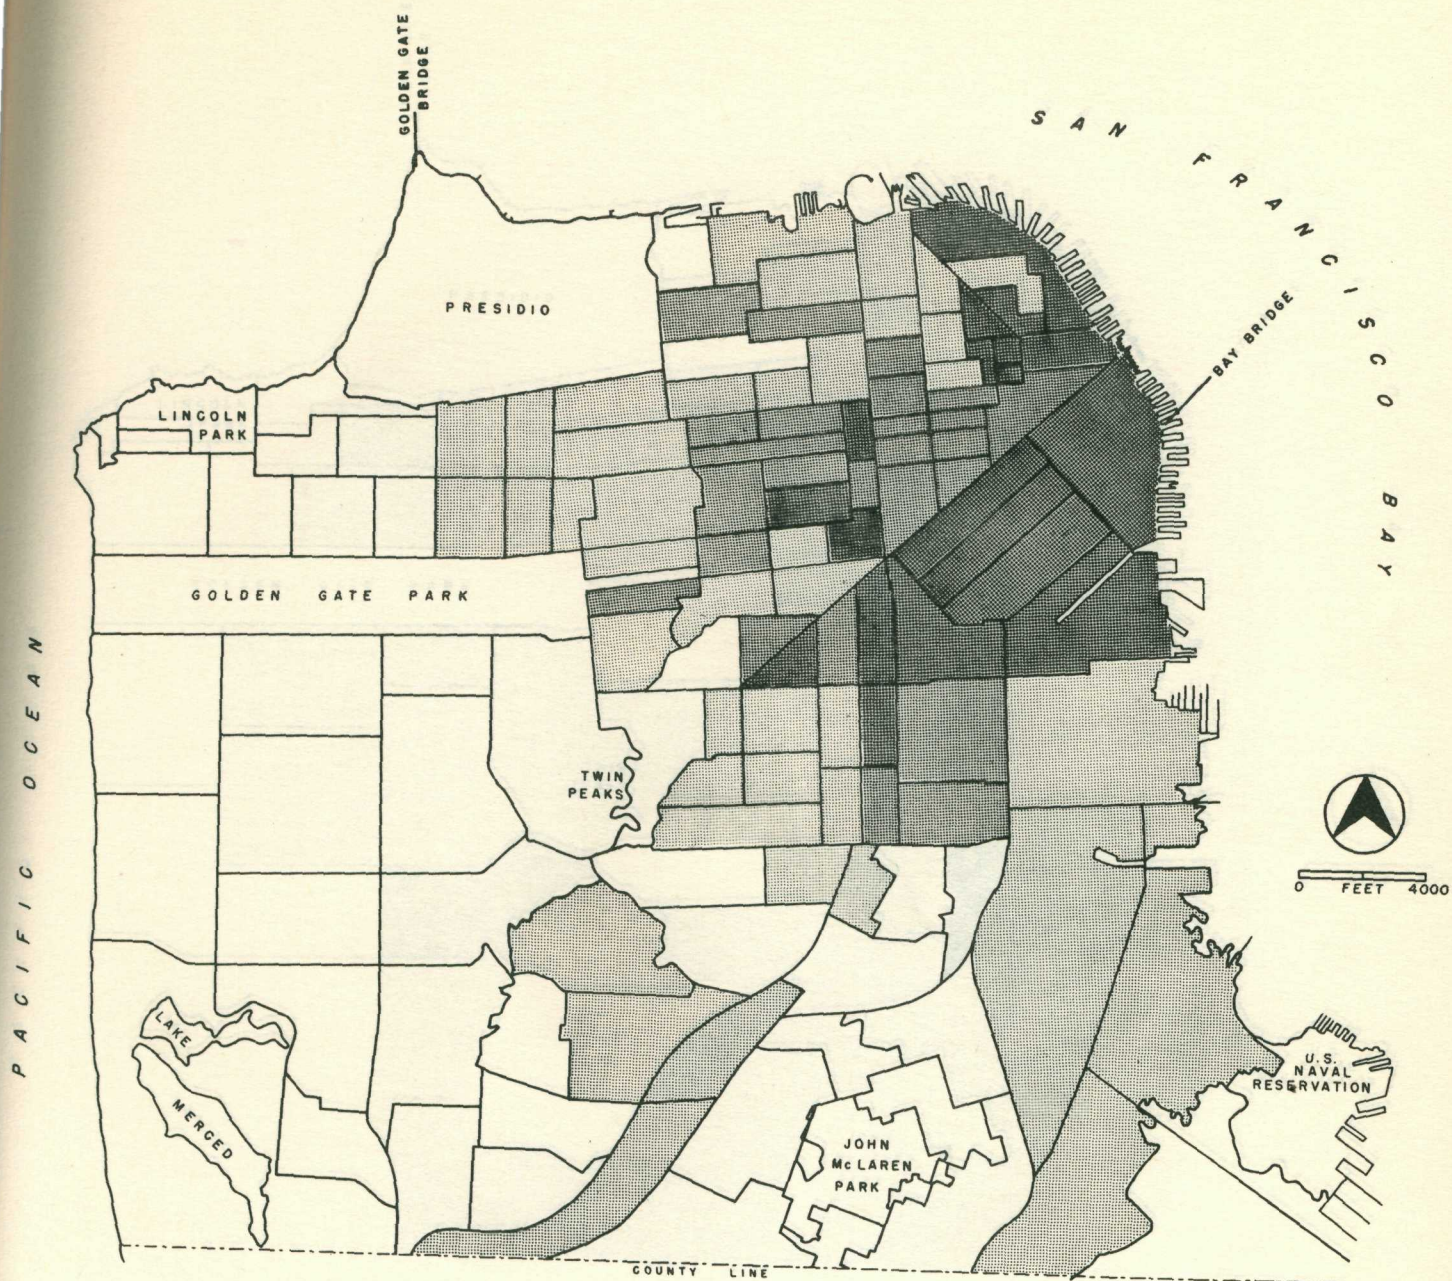 GOLDEN GATE
BRIDGE
SAN FRANCISCO BAY
PRESIDIO
BAY BRIDGE
LINCOLN
PARK
GOLDEN GATE PARK
PACIFIC OCEAN
TWIN
PEAKS
0 FEET 4000
LAKE
MERCED
U.S.
NAVAL
RESERVATION
JOHN
McLAREN
PARK
COUNTY LINE